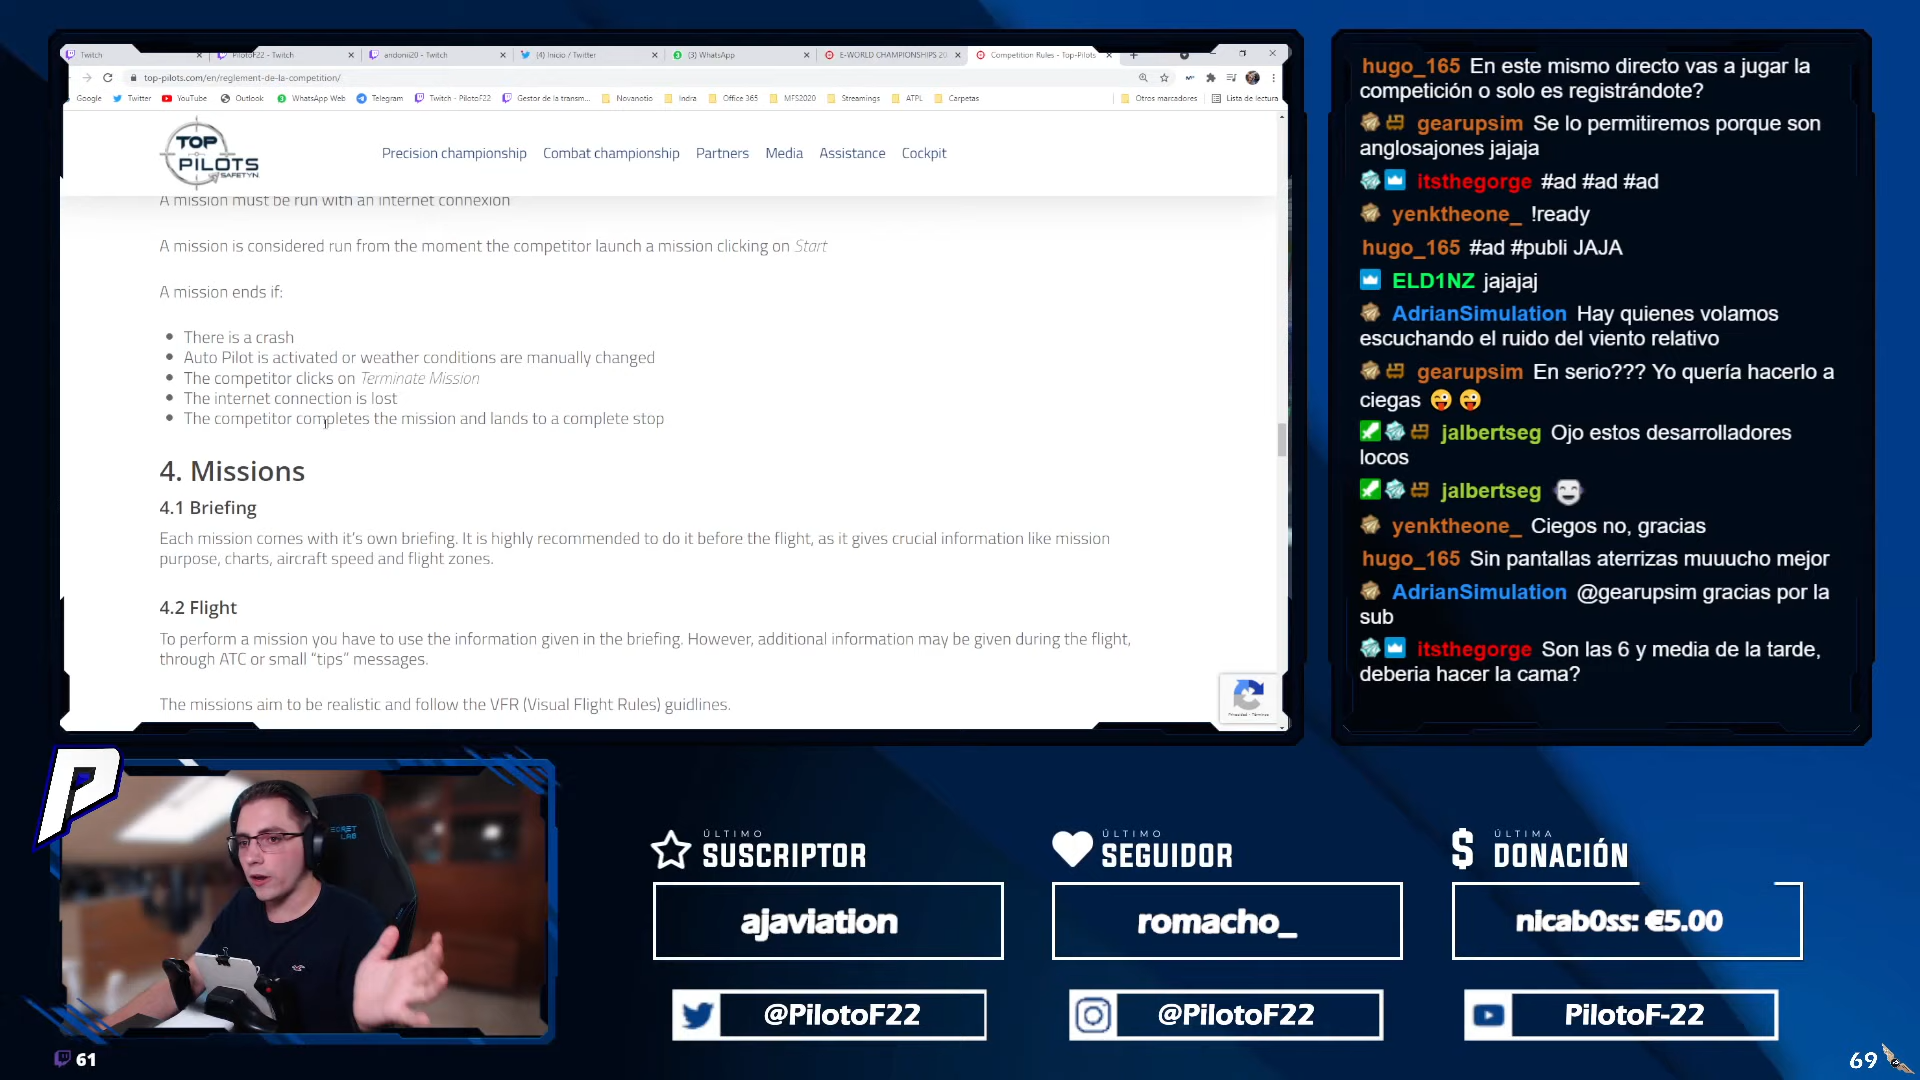 Twitch
PilotoF22 - Twitch
andonii20 - Twitch
(4) Inicio / Twitter
(3) WhatsApp
E-WORLD CHAMPIONSHIPS 20
Competition Rules - Top-Pilots
top-pilots.com/en/reglement-de-la-competition/
Google Twitter YouTube Outlook WhatsApp Web Telegram Twitch - PilotoF22 Gestor de la transm... Novanotio Indra Office 365 MFS2020 Streamings ATPL Carpetas Otros marcadores Lista de lectura
TOP
PILOTS
SAFETYN
Precision championship Combat championship Partners Media Assistance Cockpit
A mission must be run with an internet connexion
A mission is considered run from the moment the competitor launch a mission clicking on Start
A mission ends if:
There is a crash
Auto Pilot is activated or weather conditions are manually changed
The competitor clicks on Terminate Mission
The internet connection is lost
The competitor completes the mission and lands to a complete stop
4. Missions
4.1 Briefing
Each mission comes with it's own briefing. It is highly recommended to do it before the flight, as it gives crucial information like mission
purpose, charts, aircraft speed and flight zones.
4.2 Flight
To perform a mission you have to use the information given in the briefing. However, additional information may be given during the flight,
through ATC or small “tips” messages.
The missions aim to be realistic and follow the VFR (Visual Flight Rules) guidlines.
hugo_165 En este mismo directo vas a jugar la
competición o solo es registrándote?
gearupsim Se lo permitiremos porque son
anglosajones jajaja
itsthegorge #ad #ad #ad
yenktheone_ !ready
hugo_165 #ad #publi JAJA
ELD1NZ jajajaj
AdrianSimulation Hay quienes volamos
escuchando el ruido del viento relativo
gearupsim En serio??? Yo quería hacerlo a
ciegas
jalbertseg Ojo estos desarrolladores
locos
jalbertseg
yenktheone_ Ciegos no, gracias
hugo_165 Sin pantallas aterrizas muuucho mejor
AdrianSimulation @gearupsim gracias por la
sub
itsthegorge Son las 6 y media de la tarde,
deberia hacer la cama?
P
SECRET
LAB
ÚLTIMO
SUSCRIPTOR
ajaviation
ÚLTIMO
SEGUIDOR
romacho_
ÚLTIMA
DONACIÓN
nicab0ss: €5.00
@PilotoF22
@PilotoF22
PilotoF-22
61
69